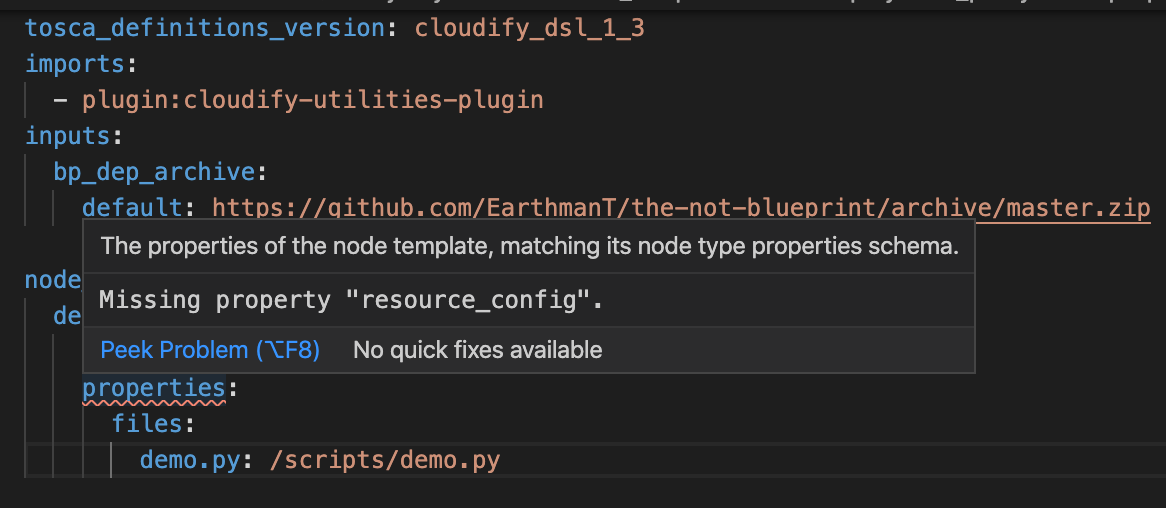 tosca_definitions_version: cloudify_dsl_1_3
imports:
- plugin:cloudify-utilities-plugin
inputs:
bp_dep_archive:
default: https://github.com/EarthmanT/the-not-blueprint/archive/master.zip
The properties of the node template, matching its node type properties schema.
node
Missing property "resource_config".
de
Peek Problem (⌥F8) No quick fixes available
properties:
files:
demo.py: /scripts/demo.py